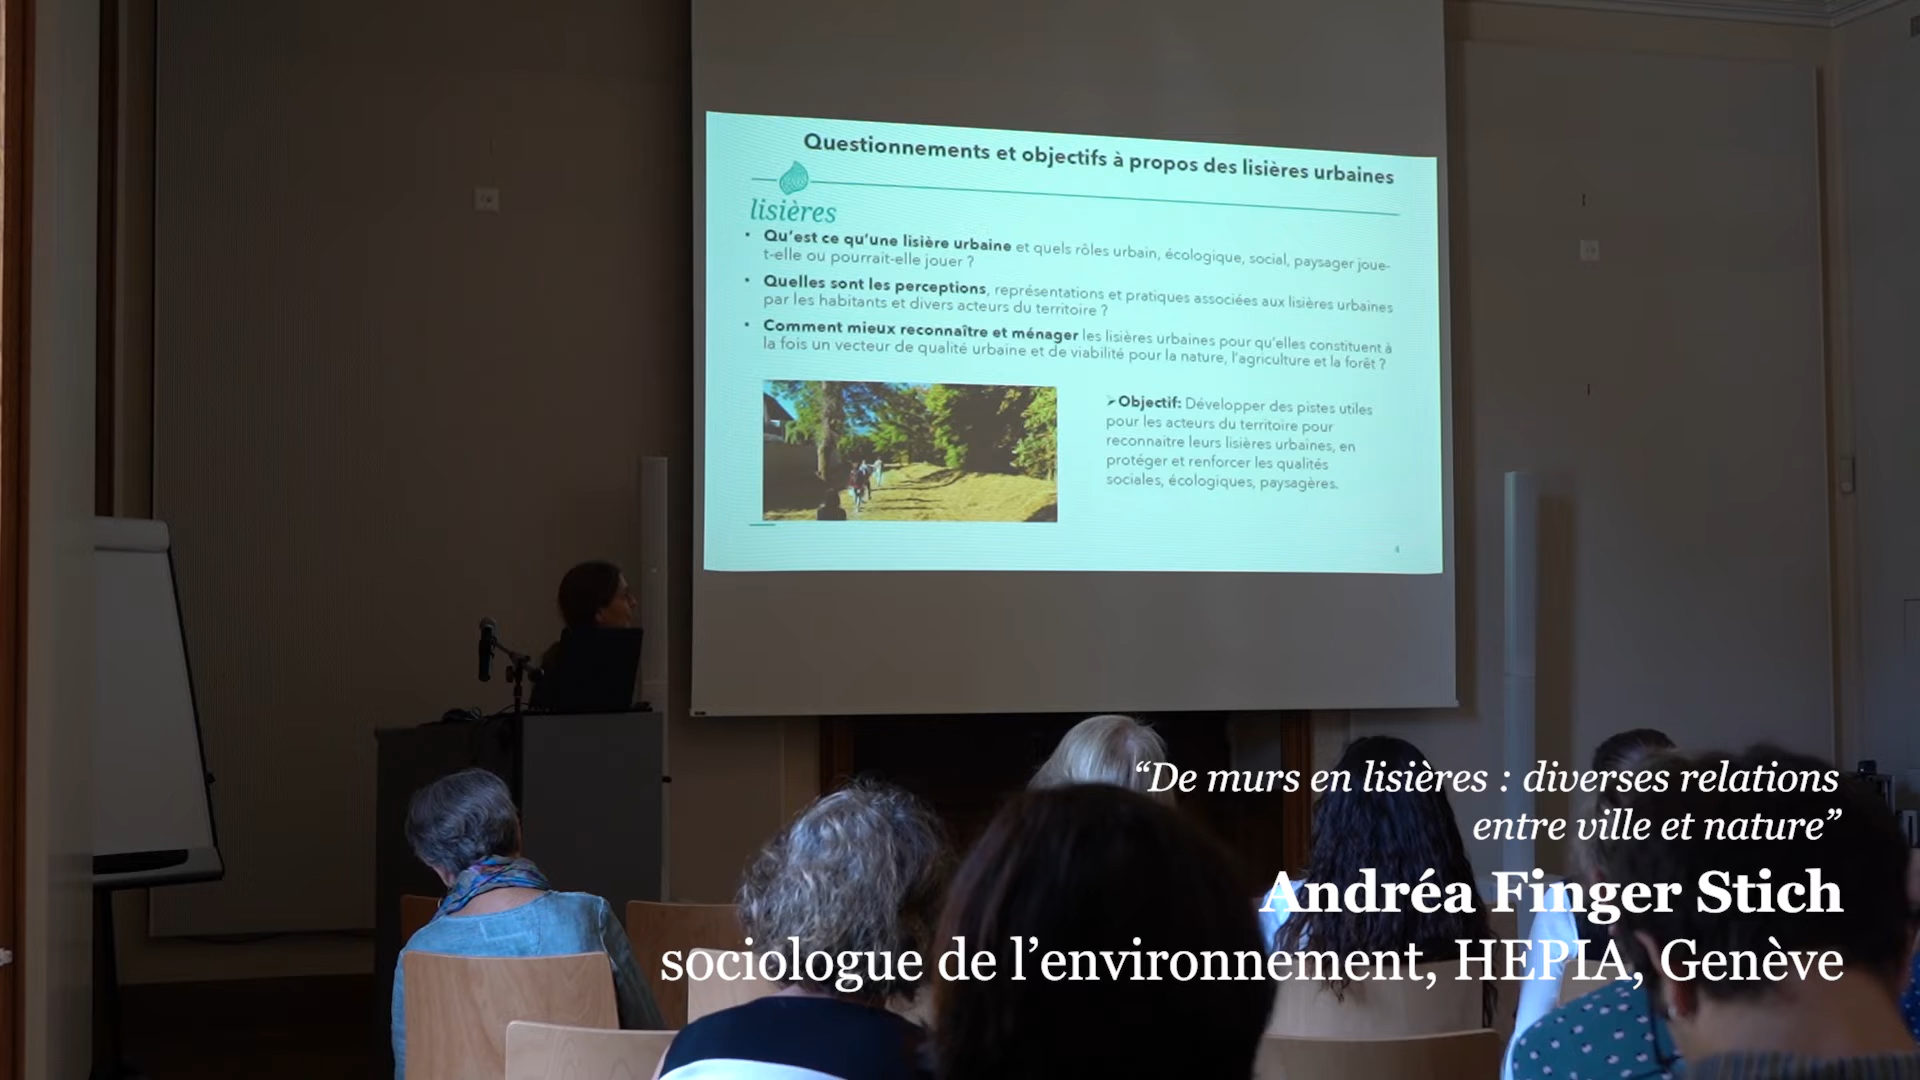 Questionnements et objectifs à propos des lisières urbaines
lisières
• Qu'est ce qu'une lisière urbaine et quels rôles urbain, écologique, social, paysager joue-
t-elle ou pourrait-elle jouer ?
• Quelles sont les perceptions, représentations et pratiques associées aux lisières urbaines
par les habitants et divers acteurs du territoire ?
• Comment mieux reconnaître et ménager les lisières urbaines pour qu'elles constituent à
la fois un vecteur de qualité urbaine et de viabilité pour la nature, l'agriculture et la forêt ?
➢Objectif: Développer des pistes utiles
pour les acteurs du territoire pour
reconnaitre leurs lisières urbaines, en
protéger et renforcer les qualités
sociales, écologiques, paysagères.
4
“De murs en lisières : diverses relations
entre ville et nature”
Andréa Finger Stich
sociologue de l’environnement, HEPIA, Genève